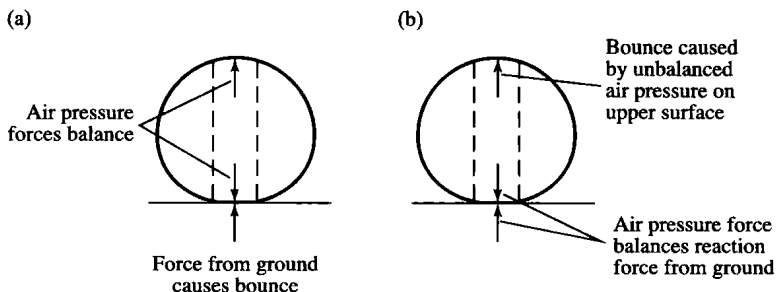 (a)
Air pressure
forces balance
Force from ground
causes bounce
(b)
Bounce caused
by unbalanced
air pressure on
upper surface
Air pressure force
balances reaction
force from ground